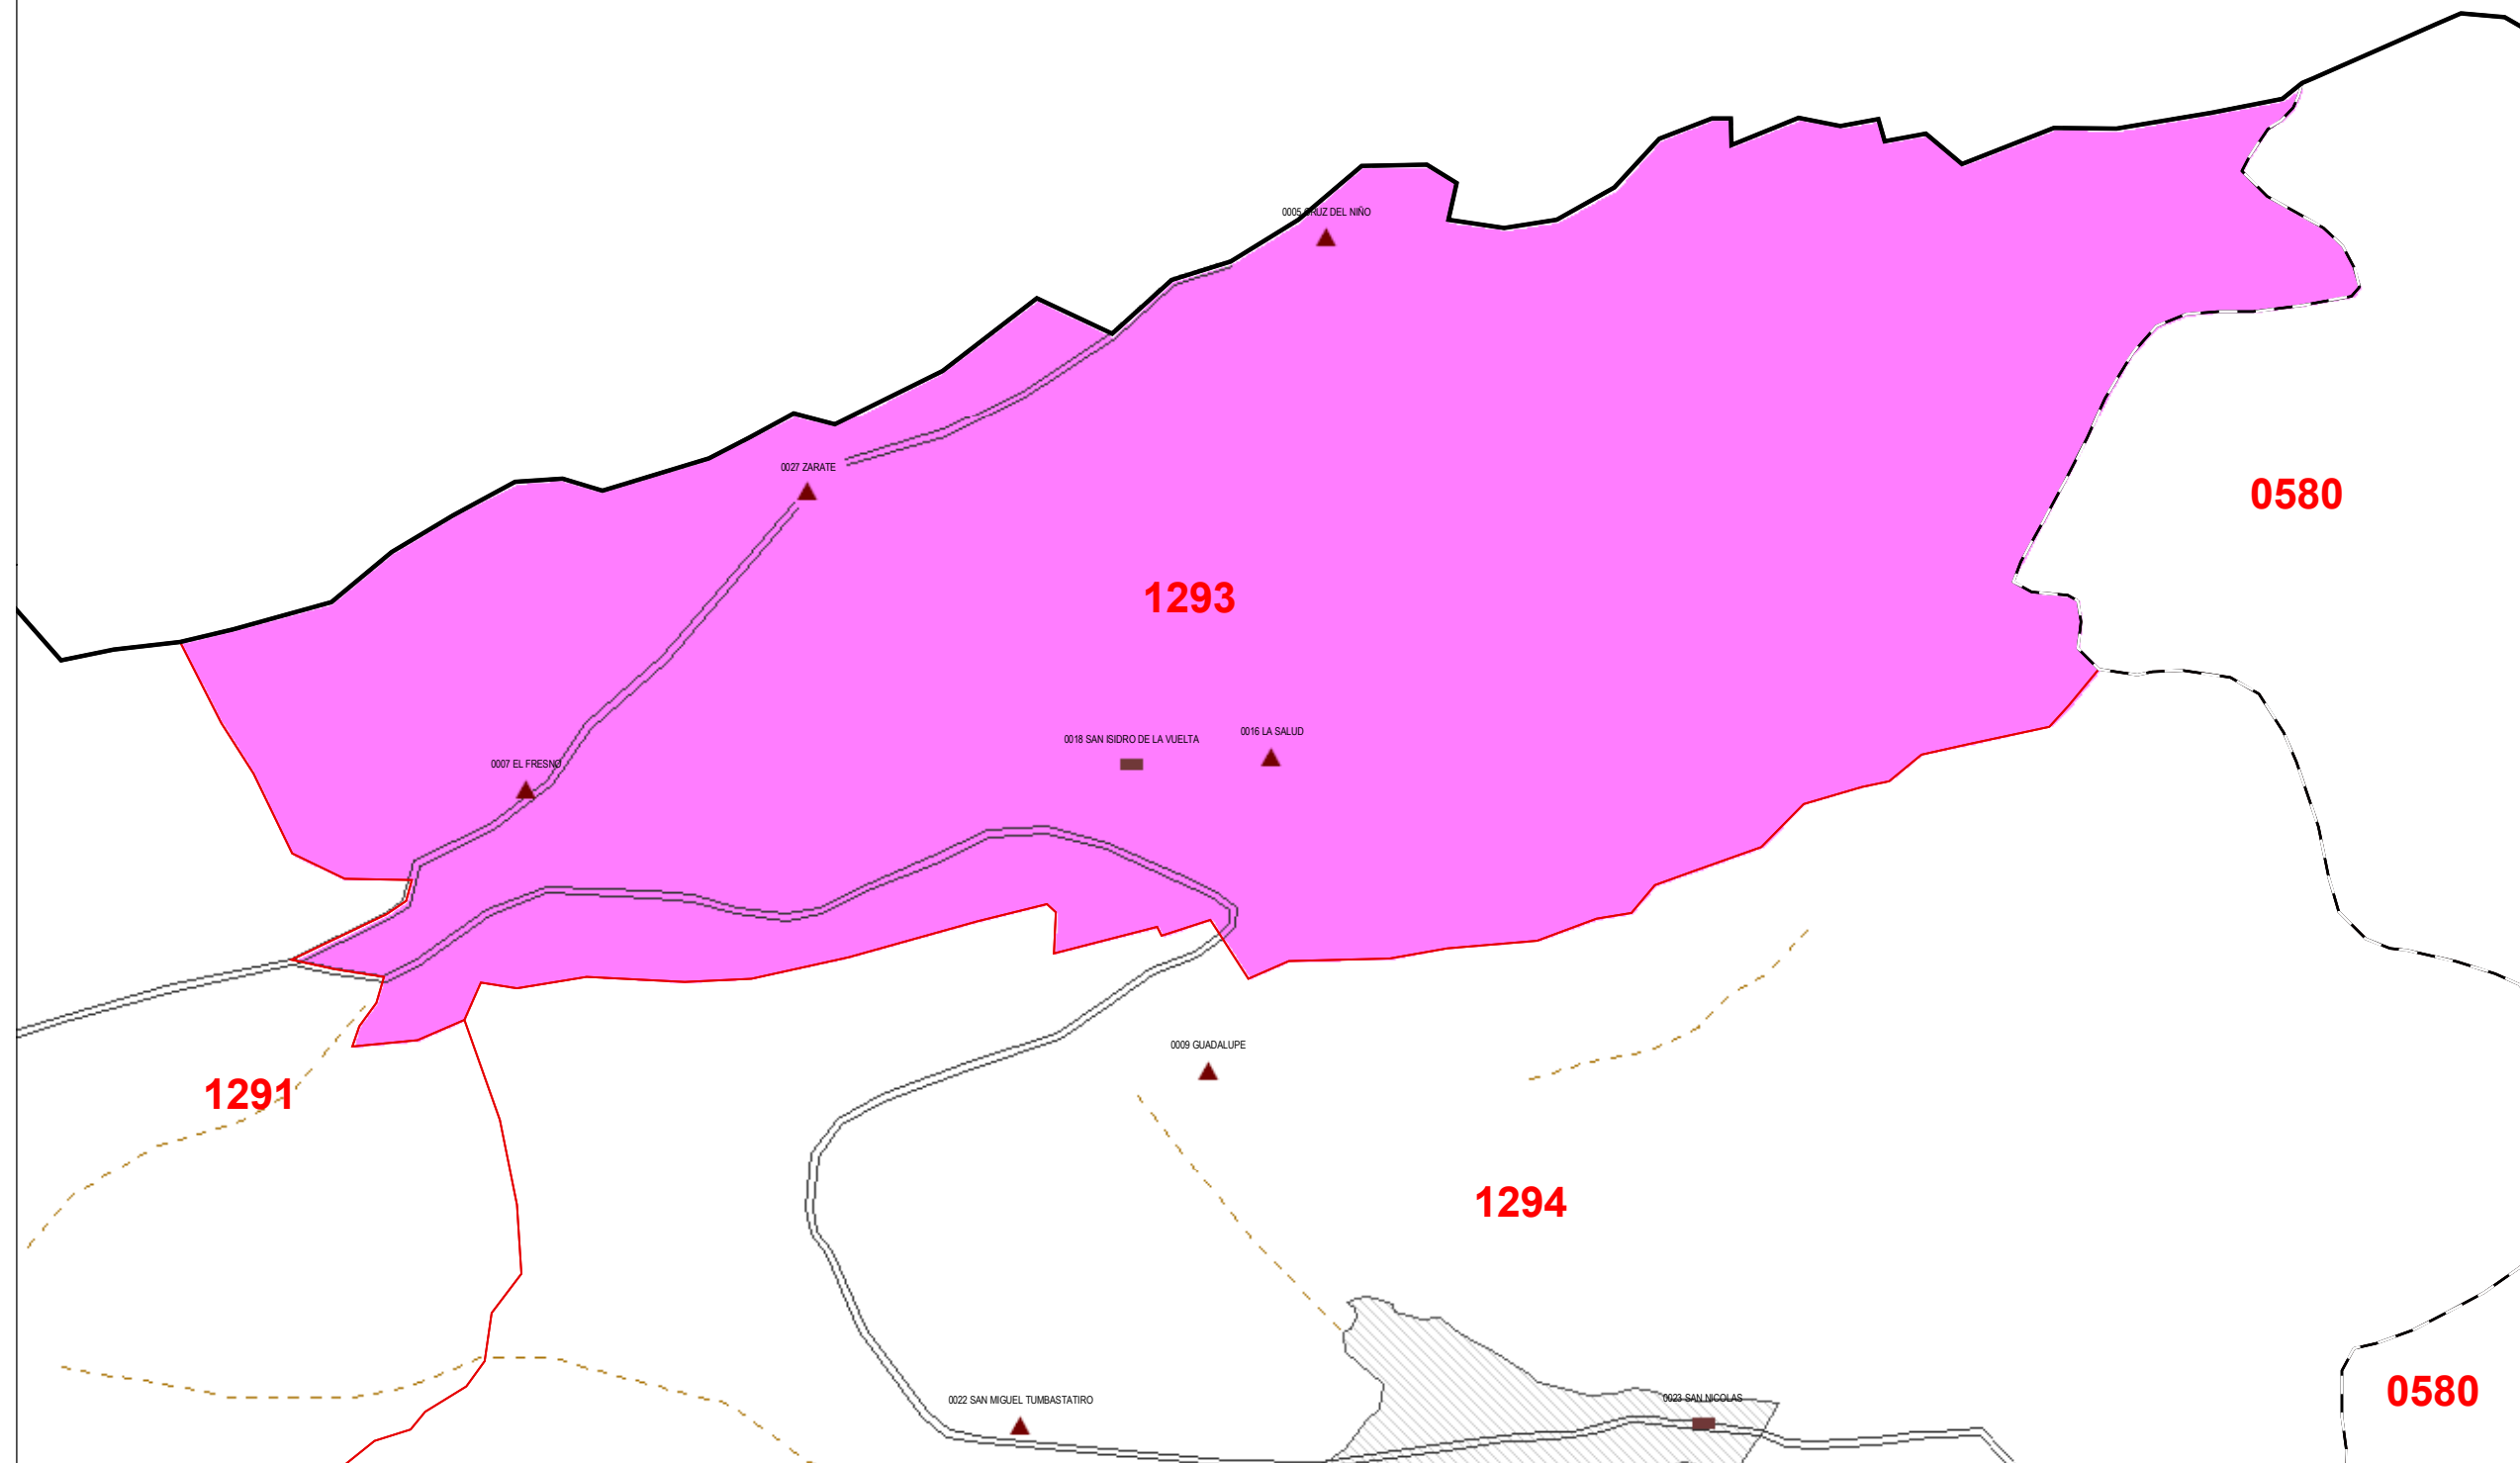 0005 CRUZ DEL NIÑO
0027 ZARATE
0580
1293
0018 SAN ISIDRO DE LA VUELTA
0016 LA SALUD
0007 EL FRESNO
0009 GUADALUPE
1291
1294
0022 SAN MIGUEL TUMBASTATIRO
0023 SAN NICOLAS
0580